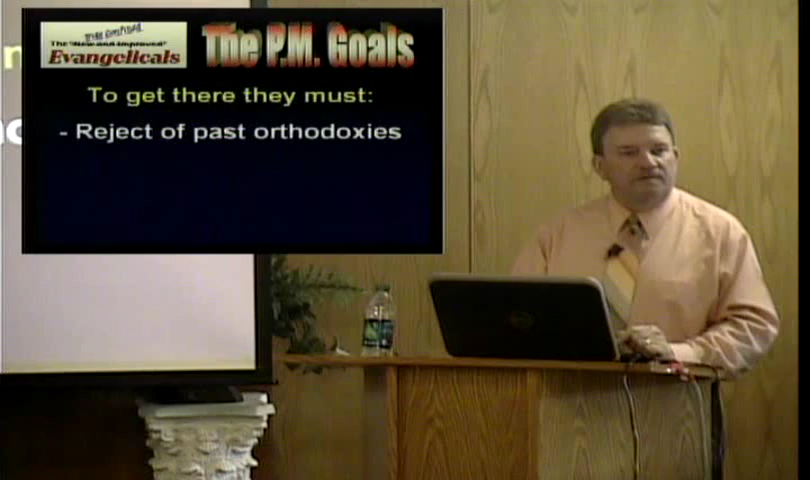 The "New and Improved"
Evangelicals
The P.M. Goals
To get there they must:
- Reject of past orthodoxies